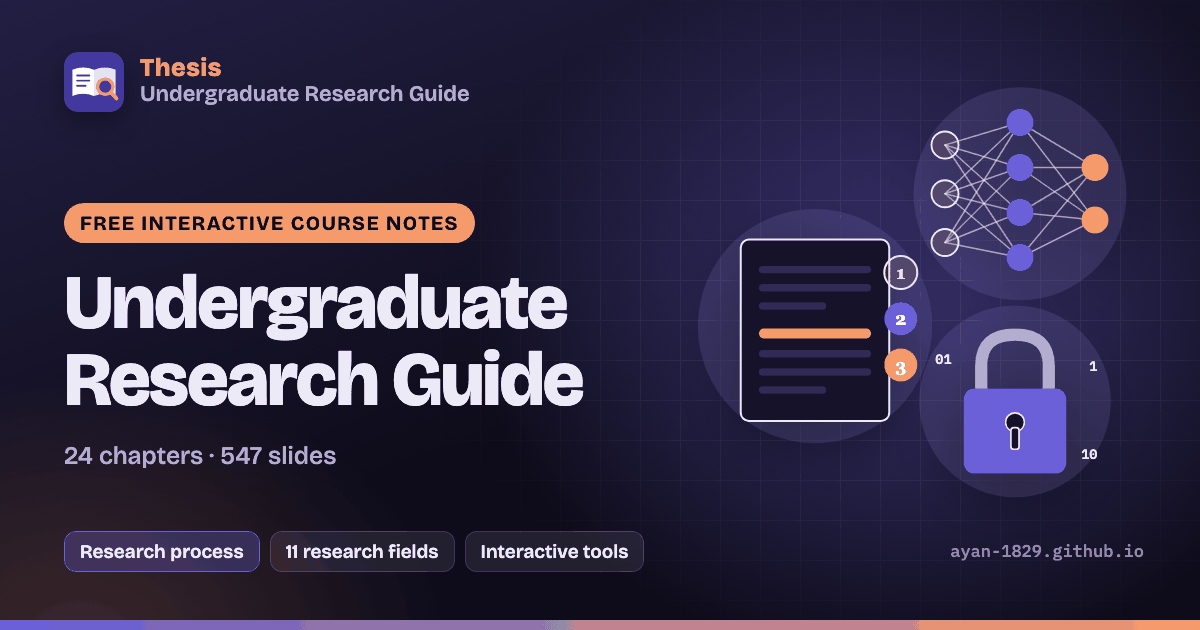 Thesis
Undergraduate Research Guide
FREE INTERACTIVE COURSE NOTES
Undergraduate
Research Guide
24 chapters · 547 slides
Research process
11 research fields
Interactive tools
1
2
3
01
1
10
ayan-1829.github.io